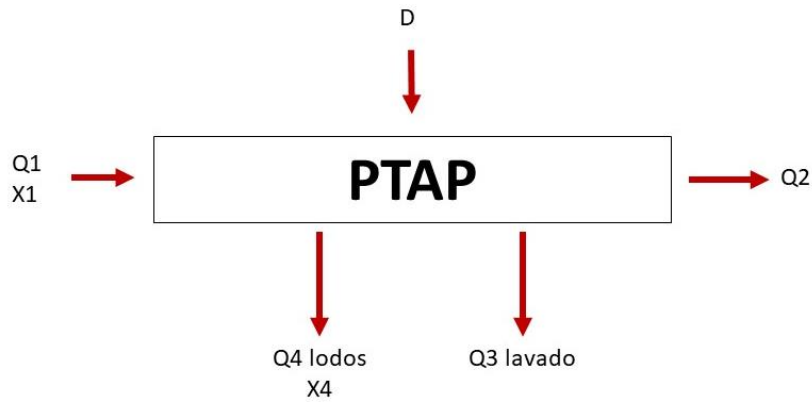 D
Q1
X1
PTAP
Q2
Q4 lodos
X4
Q3 lavado